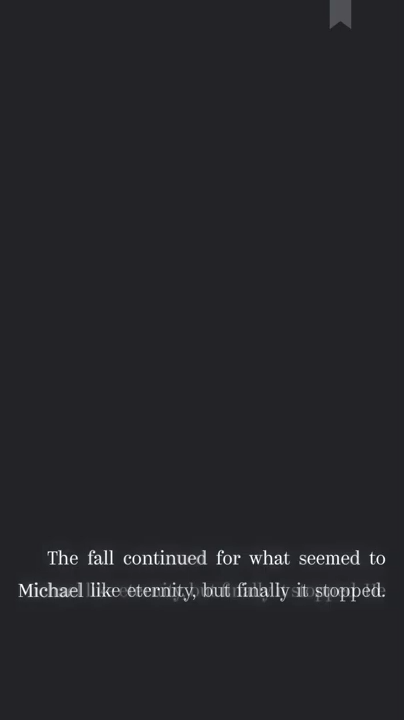 The fall continued for what seemed to
Michael like eternity, but finally it stopped.